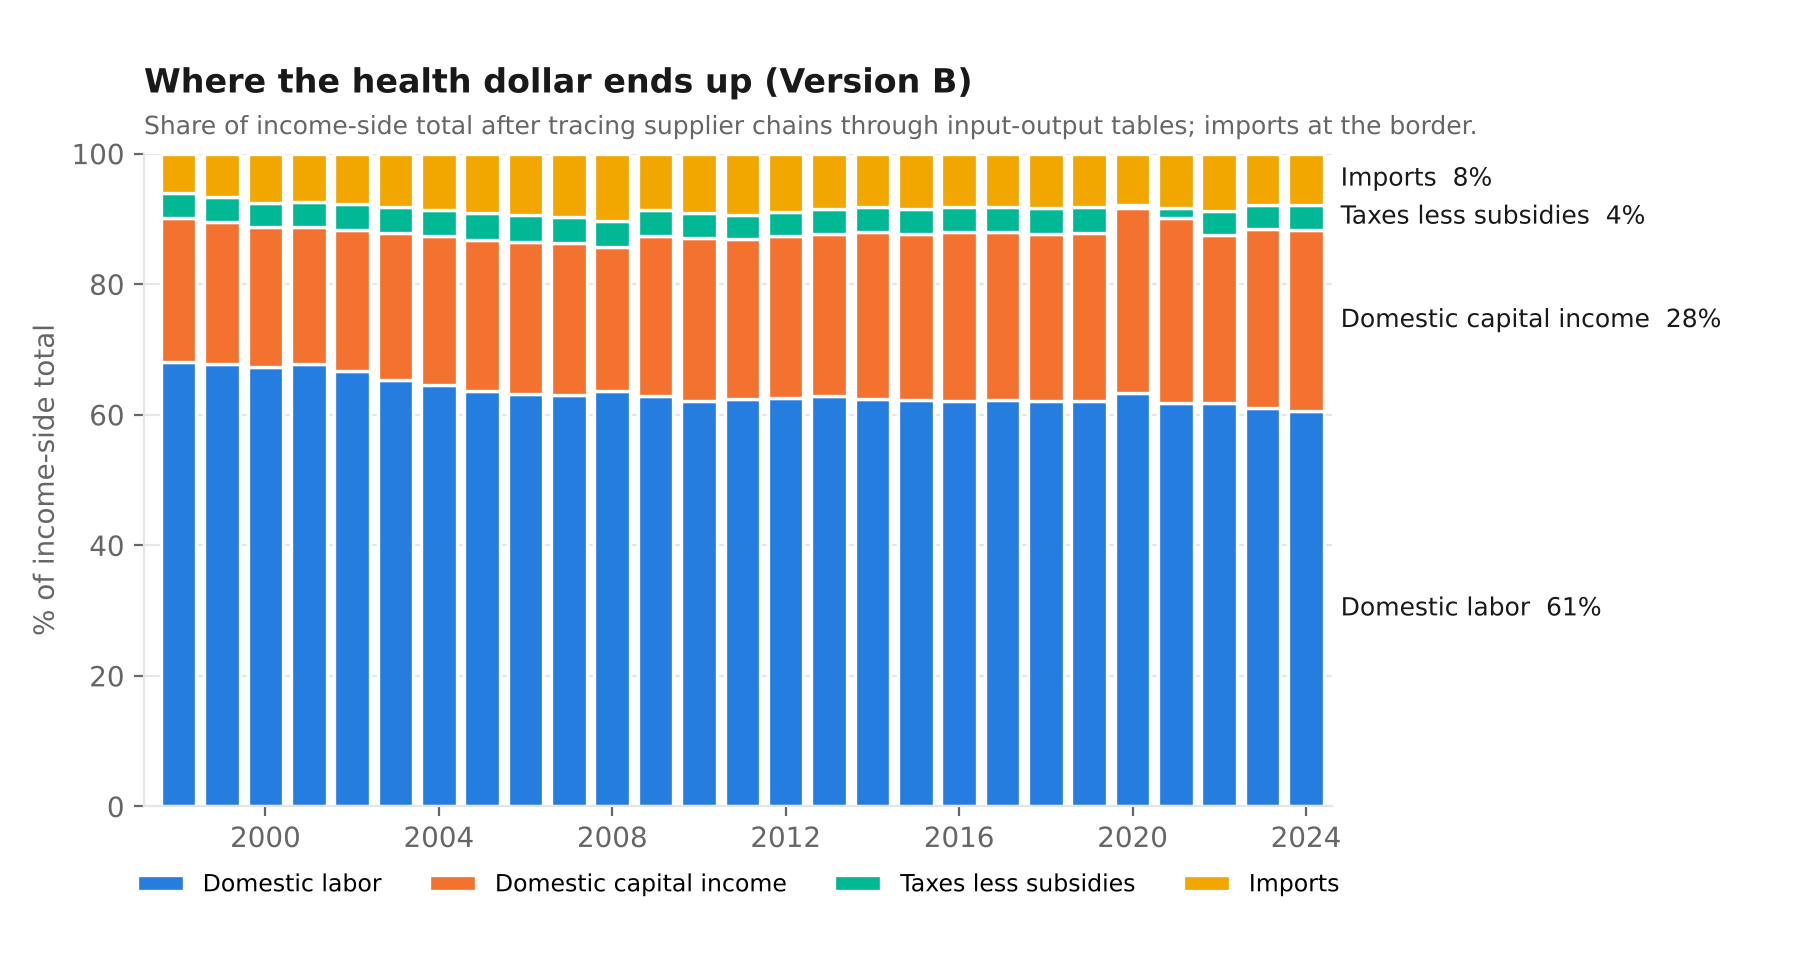 Where the health dollar ends up (Version B)
Share of income-side total after tracing supplier chains through input-output tables; imports at the border.
% of income-side total
100
80
60
40
20
0
Imports 8%
Taxes less subsidies 4%
Domestic capital income 28%
Domestic labor 61%
2000 2004 2008 2012 2016 2020 2024
Domestic labor Domestic capital income Taxes less subsidies Imports